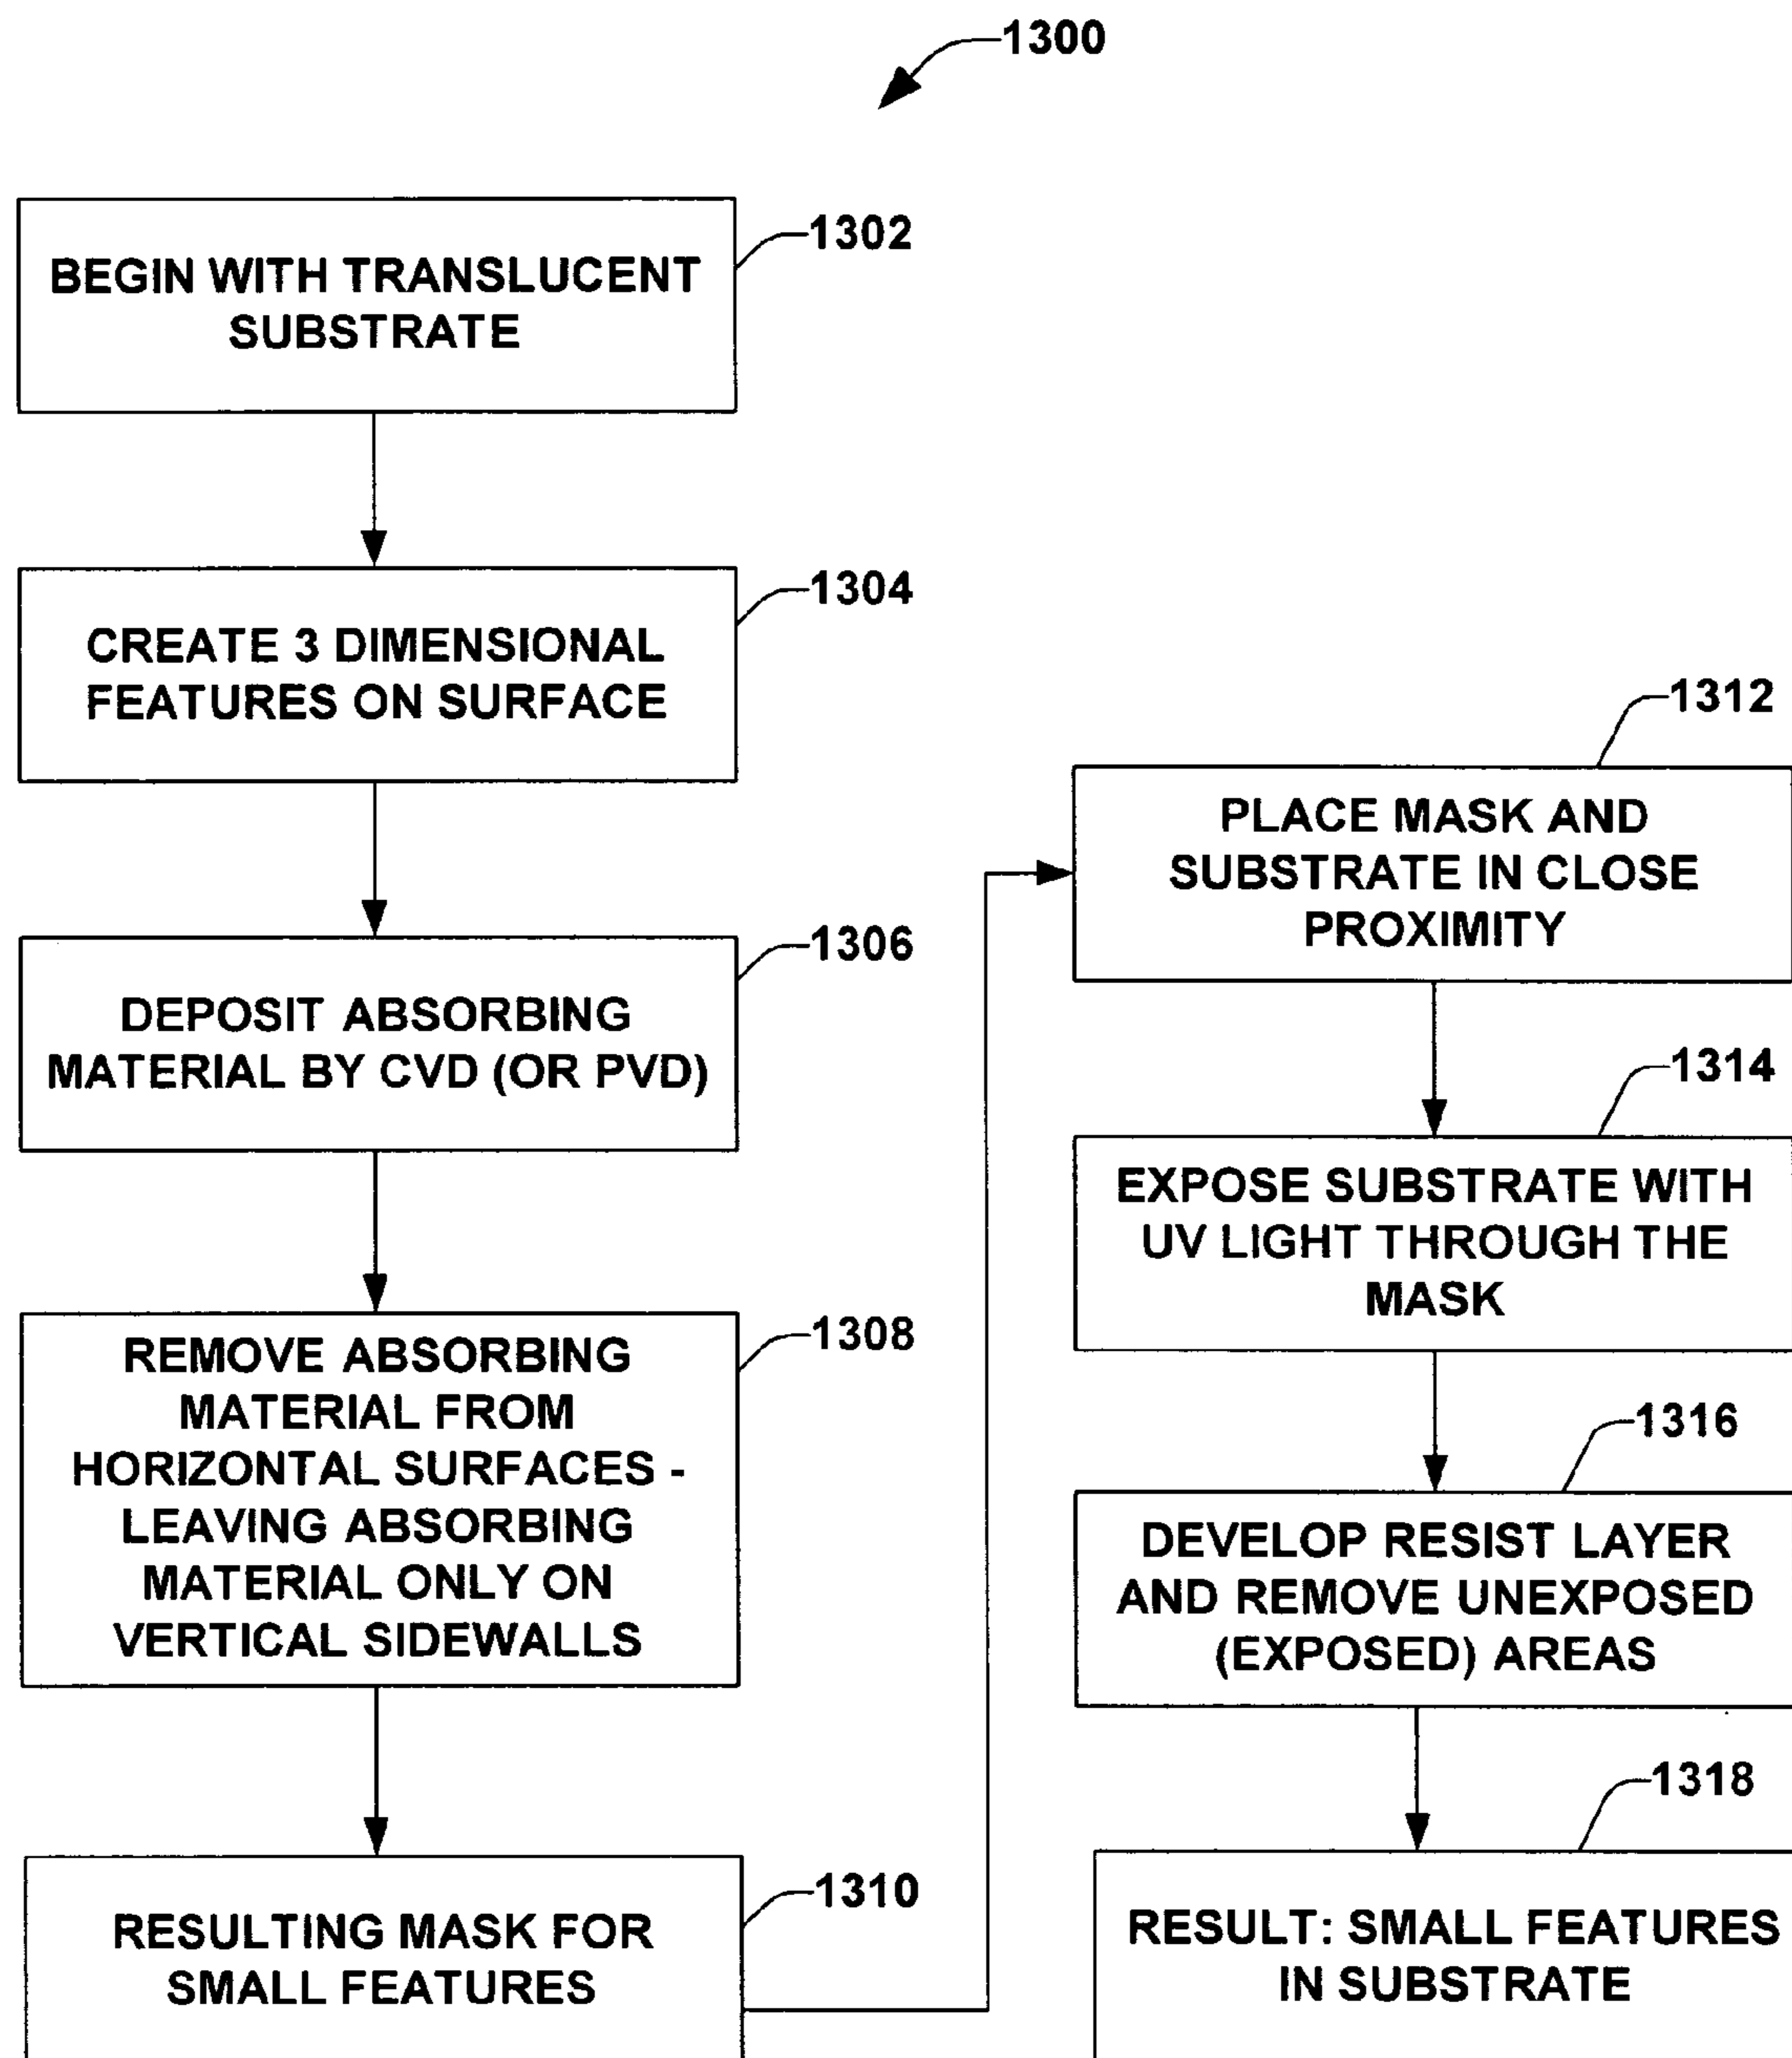 1300
1302
BEGIN WITH TRANSLUCENT
SUBSTRATE
1304
CREATE 3 DIMENSIONAL
FEATURES ON SURFACE
1306
DEPOSIT ABSORBING
MATERIAL BY CVD (OR PVD)
1308
REMOVE ABSORBING
MATERIAL FROM
HORIZONTAL SURFACES -
LEAVING ABSORBING
MATERIAL ONLY ON
VERTICAL SIDEWALLS
1310
RESULTING MASK FOR
SMALL FEATURES
1312
PLACE MASK AND
SUBSTRATE IN CLOSE
PROXIMITY
1314
EXPOSE SUBSTRATE WITH
UV LIGHT THROUGH THE
MASK
1316
DEVELOP RESIST LAYER
AND REMOVE UNEXPOSED
(EXPOSED) AREAS
1318
RESULT: SMALL FEATURES
IN SUBSTRATE